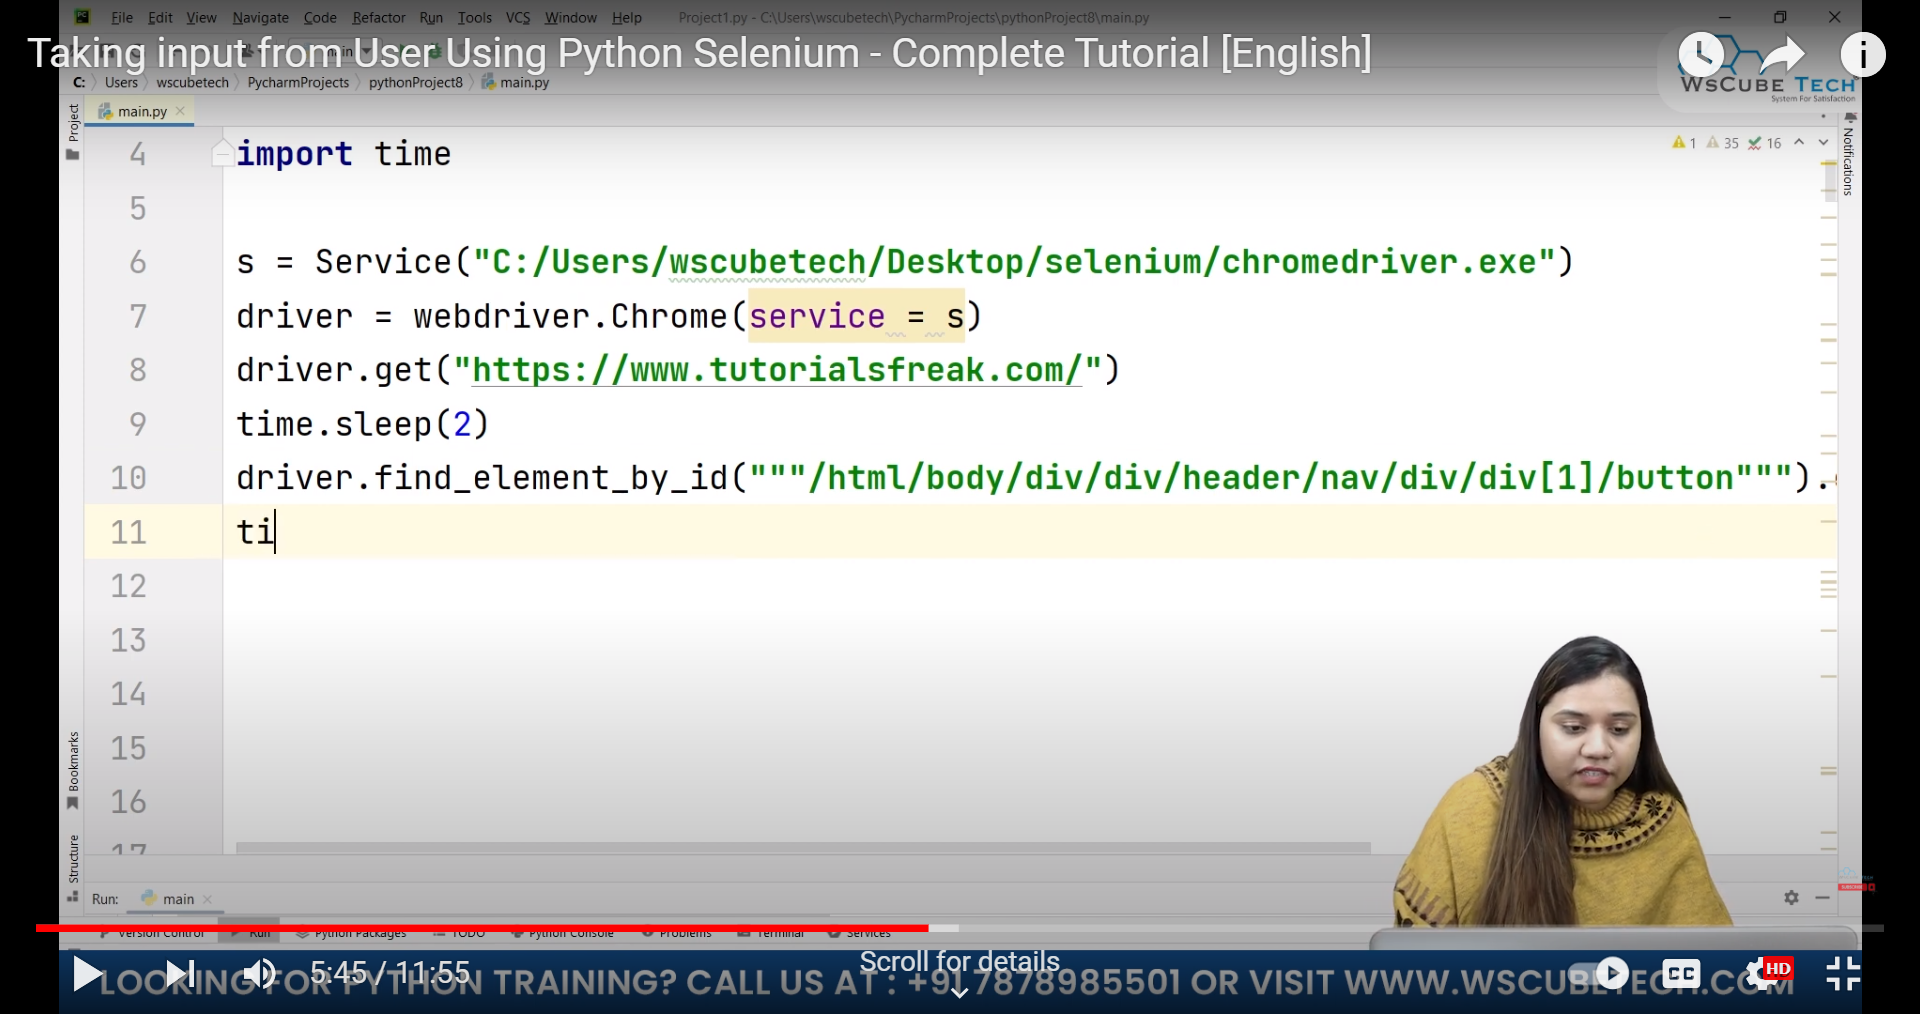 File Edit View Navigate Code Refactor Run Tools VCS Window Help Project1.py - C:\Users\wscubetech\PycharmProjects\pythonProject8\main.py
Taking input from User Using Python Selenium - Complete Tutorial [English]
C: Users wscubetech PycharmProjects pythonProject8 main.py
WsCUBE TECH
System For Satisfaction
Project
main.py
Notifications
1 35 16
4 import time
5
6 s = Service("C:/Users/wscubetech/Desktop/selenium/chromedriver.exe")
7 driver = webdriver.Chrome(service = s)
8 driver.get("https://www.tutorialsfreak.com/")
9 time.sleep(2)
10 driver.find_element_by_id("""/html/body/div/div/header/nav/div/div[1]/button""").
11 ti
12
13
14
15
16
17
Bookmarks
Structure
Run: main
Version Control Run Python Packages TODO Python Console Problems Terminal Services
Scroll for details
5:45 / 11:55
CC HD
LOOKING FOR PYTHON TRAINING? CALL US AT : +91 7878985501 OR VISIT WWW.WSCUBETECH.COM